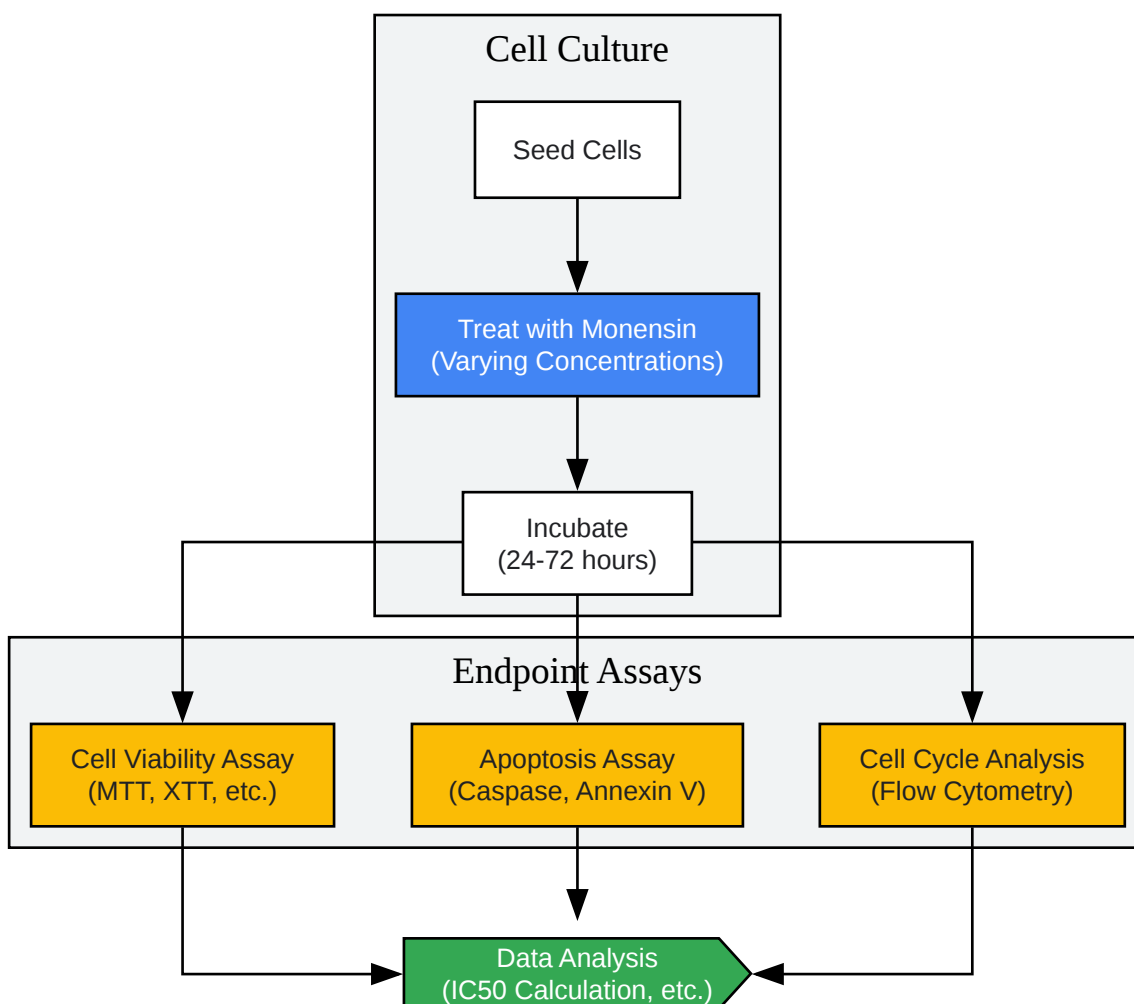 Cell Culture
Seed Cells
Treat with Monensin
(Varying Concentrations)
Incubate
(24-72 hours)
Endpoint Assays
Cell Viability Assay
(MTT, XTT, etc.)
Apoptosis Assay
(Caspase, Annexin V)
Cell Cycle Analysis
(Flow Cytometry)
Data Analysis
(IC50 Calculation, etc.)